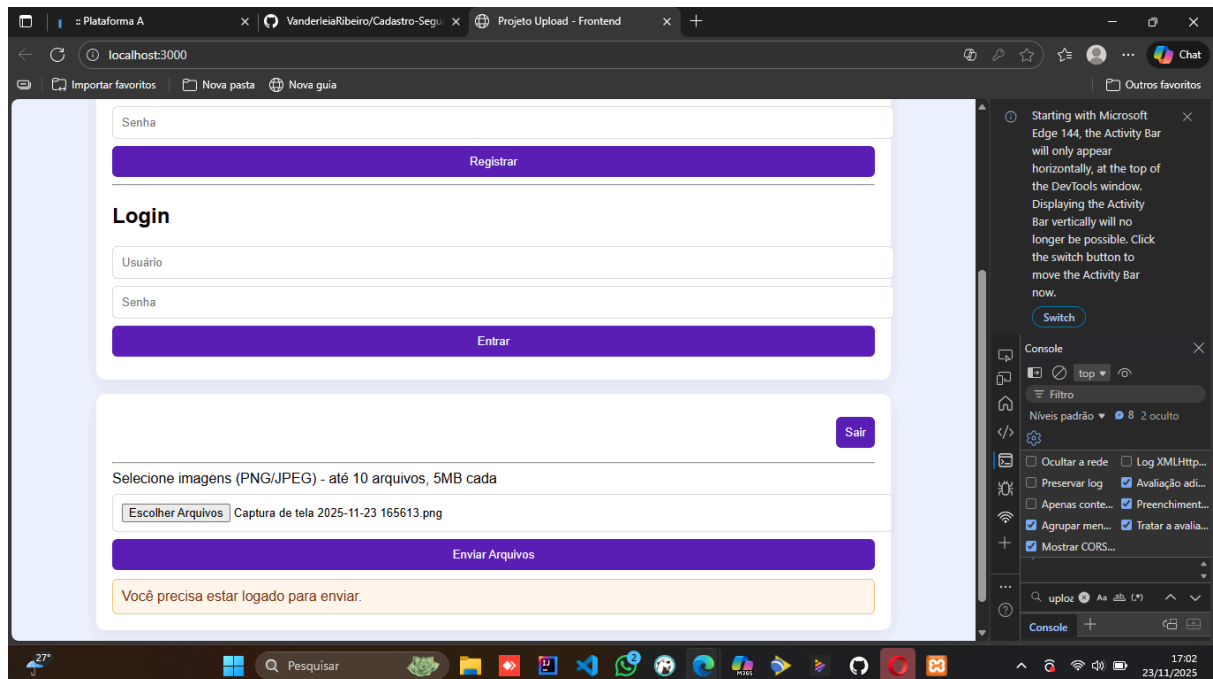 :: Plataforma A
VanderleiaRibeiro/Cadastro-Segu
Projeto Upload - Frontend
localhost:3000
Chat
Importar favoritos
Nova pasta
Nova guia
Outros favoritos
Senha
Registrar
Login
Usuário
Senha
Entrar
Sair
Selecione imagens (PNG/JPEG) - até 10 arquivos, 5MB cada
Escolher Arquivos Captura de tela 2025-11-23 165613.png
Enviar Arquivos
Você precisa estar logado para enviar.
Starting with Microsoft
Edge 144, the Activity Bar
will only appear
horizontally, at the top of
the DevTools window.
Displaying the Activity
Bar vertically will no
longer be possible. Click
the switch button to
move the Activity Bar
now.
Switch
Console
top
Filtro
Níveis padrão 8 2 oculto
Ocultar a rede Log XMLHttp...
Preservar log Avaliação adi...
Apenas conte... Preenchiment...
Agrupar men... Tratar a avalia...
Mostrar CORS...
uploa Aa ab (.*)
Console
27°
Pesquisar
2
M365
17:02
23/11/2025